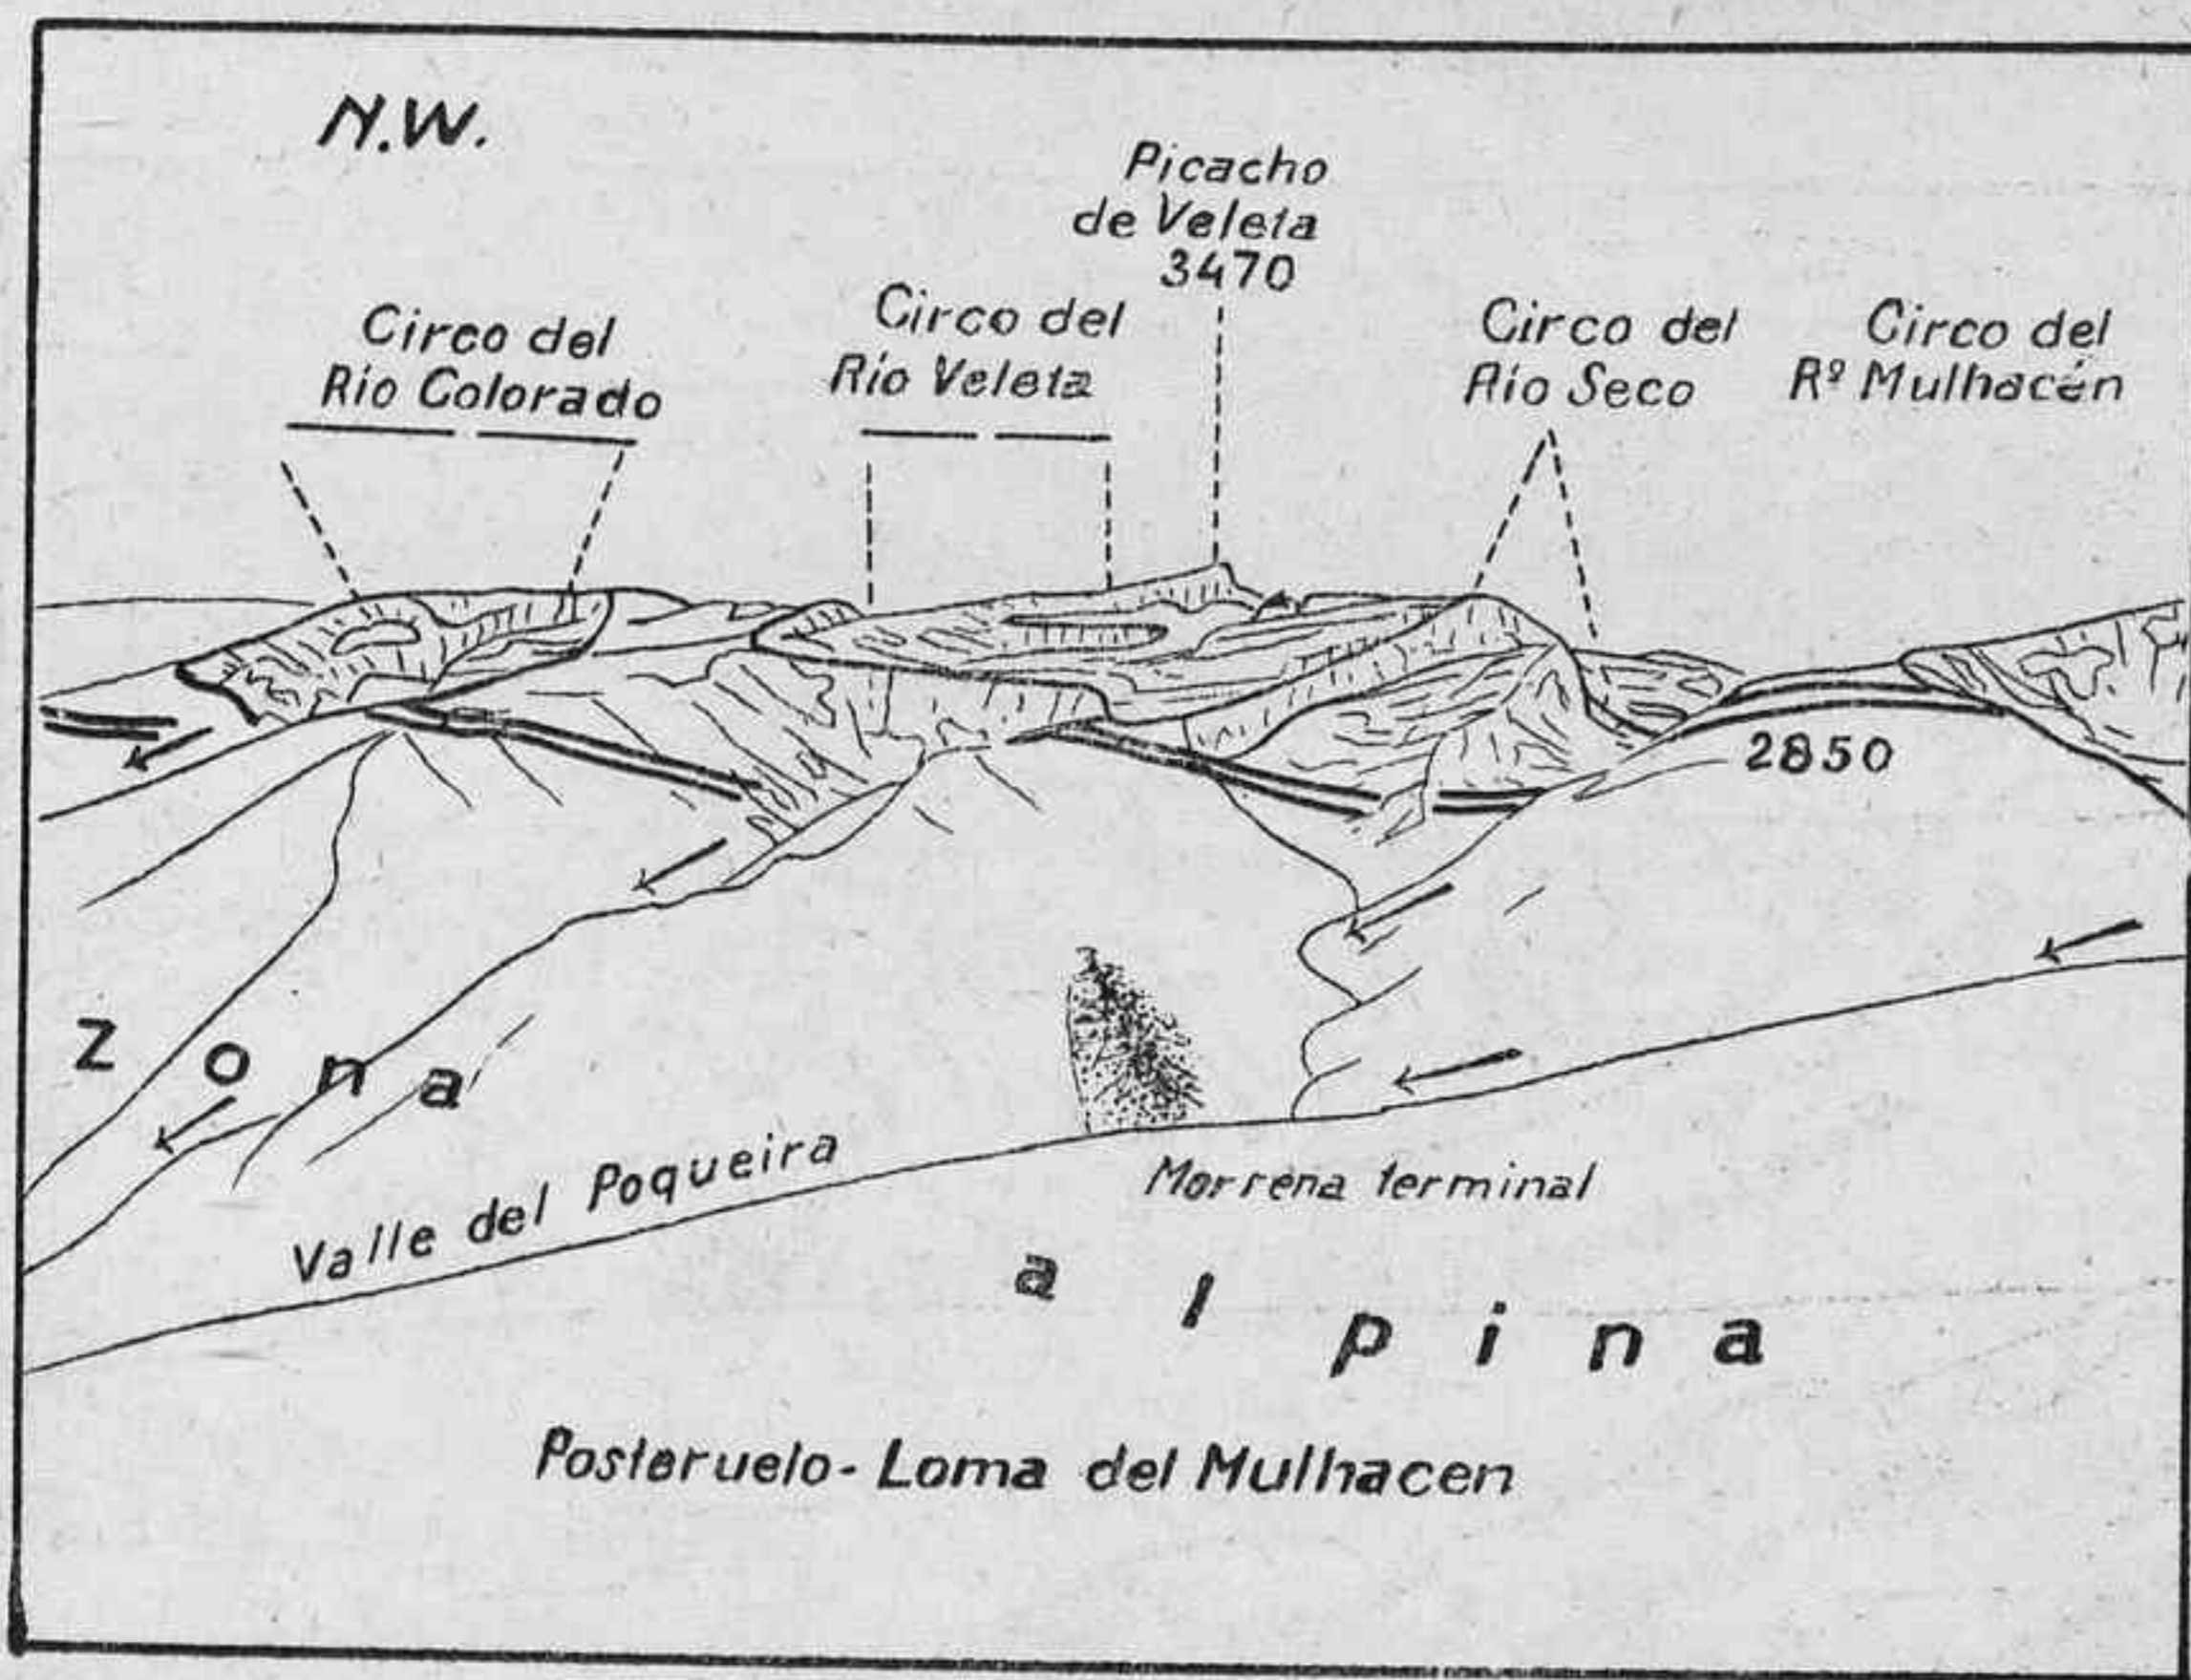 N.W.
Picacho
de Veleta
3470
Circo del
Río Colorado
Circo del
Río Veleta
Circo del
Río Seco
Circo del
Rº Mulhacén
2850
Zona
Valle del Poqueira
Morrena terminal
alpina
Posteruelo-Loma del Mulhacen